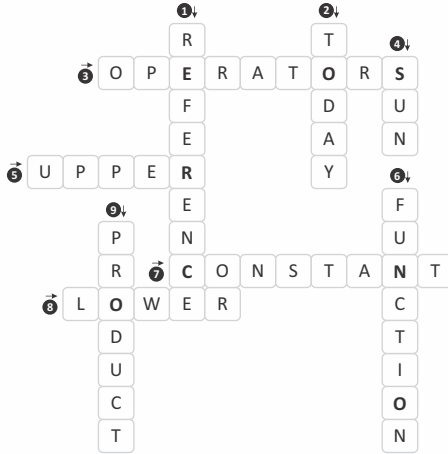 1↓ 2↓
R T 4↓
3→ O P E R A T O R S
F D U
E A N
5→ U P P E R Y 6↓
9↓ E F
P N U
R 7→ C O N S T A N T
8→ L O W E R C
D T
U I
C O
T N